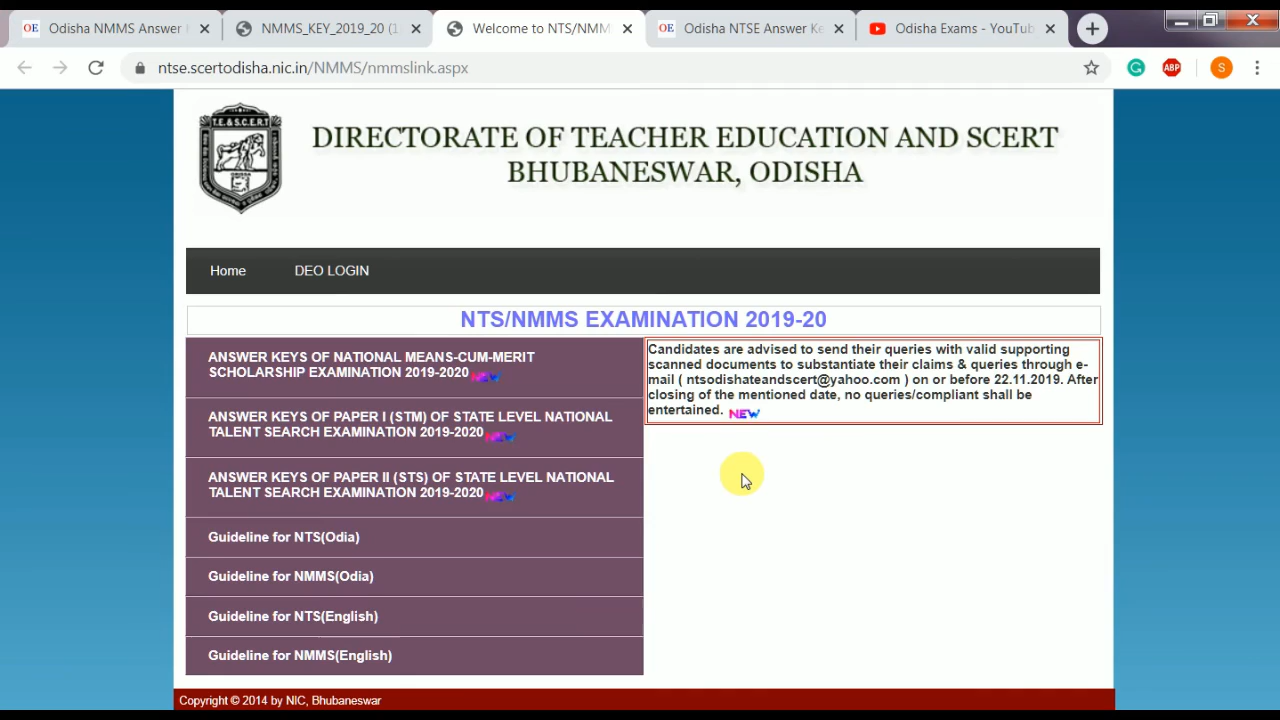 Odisha NMMS Answer
NMMS_KEY_2019_20 (1
Welcome to NTS/NMM
Odisha NTSE Answer Ke
Odisha Exams - YouTub
ntse.scertodisha.nic.in/NMMS/nmmslink.aspx
ABP
S
T.E.& S.C.E.R.T
DIRECTORATE OF TEACHER EDUCATION AND SCERT
BHUBANESWAR, ODISHA
Home
DEO LOGIN
NTS/NMMS EXAMINATION 2019-20
ANSWER KEYS OF NATIONAL MEANS-CUM-MERIT
SCHOLARSHIP EXAMINATION 2019-2020 NEW
ANSWER KEYS OF PAPER I (STM) OF STATE LEVEL NATIONAL
TALENT SEARCH EXAMINATION 2019-2020 NEW
ANSWER KEYS OF PAPER II (STS) OF STATE LEVEL NATIONAL
TALENT SEARCH EXAMINATION 2019-2020 NEW
Guideline for NTS(Odia)
Guideline for NMMS(Odia)
Guideline for NTS(English)
Guideline for NMMS(English)
Candidates are advised to send their queries with valid supporting
scanned documents to substantiate their claims & queries through e-
mail ( ntsodishateandscert@yahoo.com ) on or before 22.11.2019. After
closing of the mentioned date, no queries/compliant shall be
entertained. NEW
Copyright © 2014 by NIC, Bhubaneswar